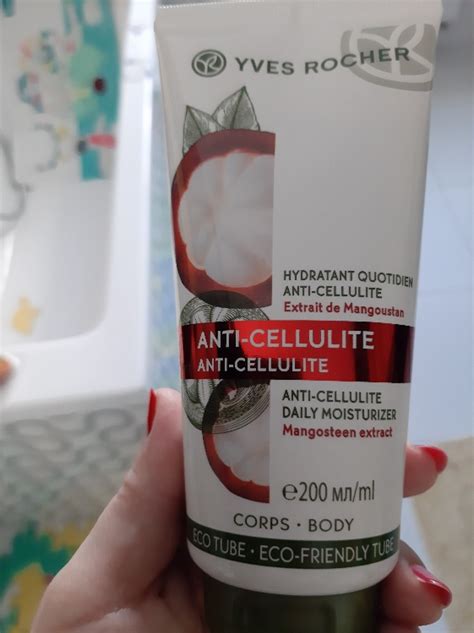 YVES ROCHER
HYDRATANT QUOTIDIEN
ANTI-CELLULITE
Extrait de Mangoustan
ANTI-CELLULITE
ANTI-CELLULITE
ANTI-CELLULITE
DAILY MOISTURIZER
Mangosteen extract
℮200 мл/ml
CORPS · BODY
ECO TUBE · ECO-FRIENDLY TUBE